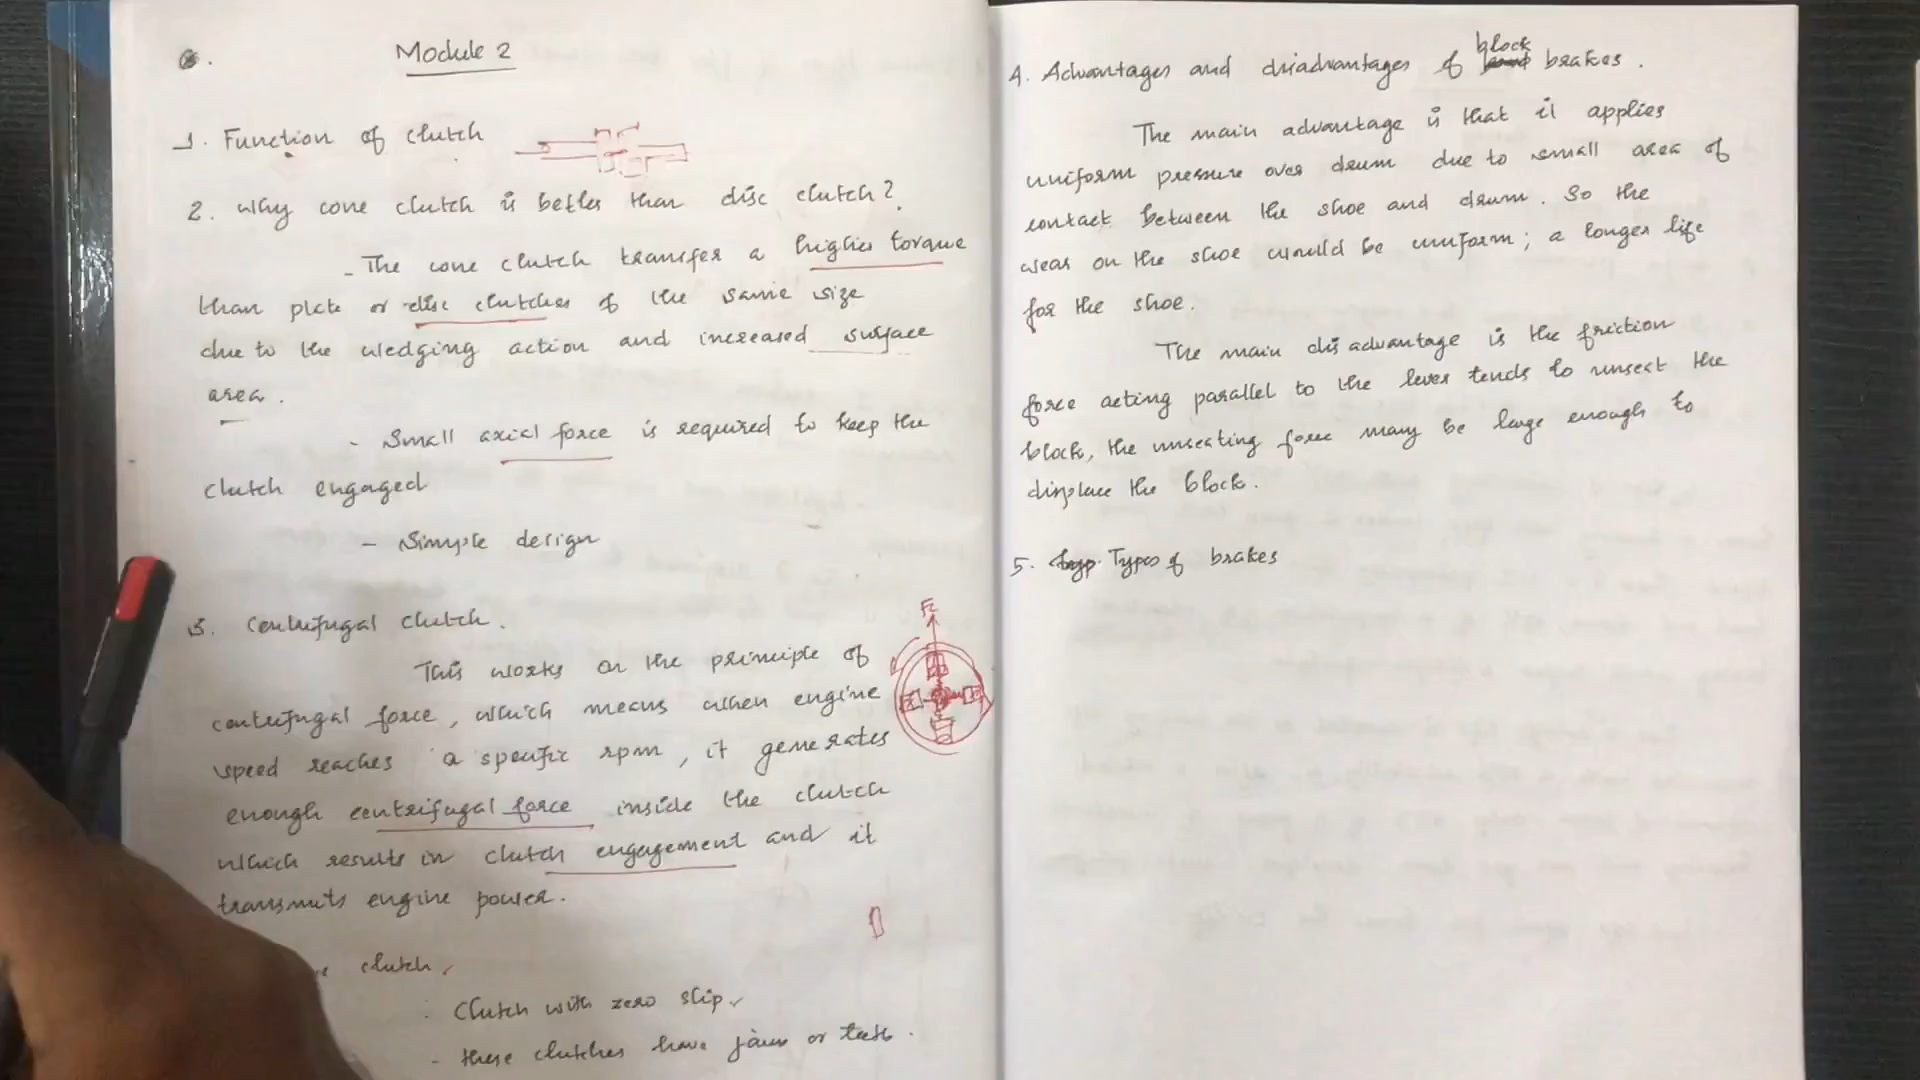 Module 2
1. Function of clutch
2. Why cone clutch is better than disc clutch?
- The cone clutch transfer a higher torque
than plate or disc clutches of the same size
due to the wedging action and increased surface
area.
- Small axial force is required to keep the
clutch engaged
- Simple design
3. Centrifugal clutch.
This works on the principle of
centrifugal force, which means when engine
speed reaches a specific rpm, it generates
enough centrifugal force inside the clutch
which results in clutch engagement and it
transmits engine power.
Fc
clutch
Clutch with zero slip
- these clutches have jaws or teeth.
4. Advantages and disadvantages of block brakes.
The main advantage is that it applies
uniform pressure over drum due to small area of
contact between the shoe and drum. So the
wear on the shoe would be uniform; a longer life
for the shoe.
The main disadvantage is the friction
force acting parallel to the lever tends to unseat the
block, the unseating force may be large enough to
displace the block.
5. Types of brakes